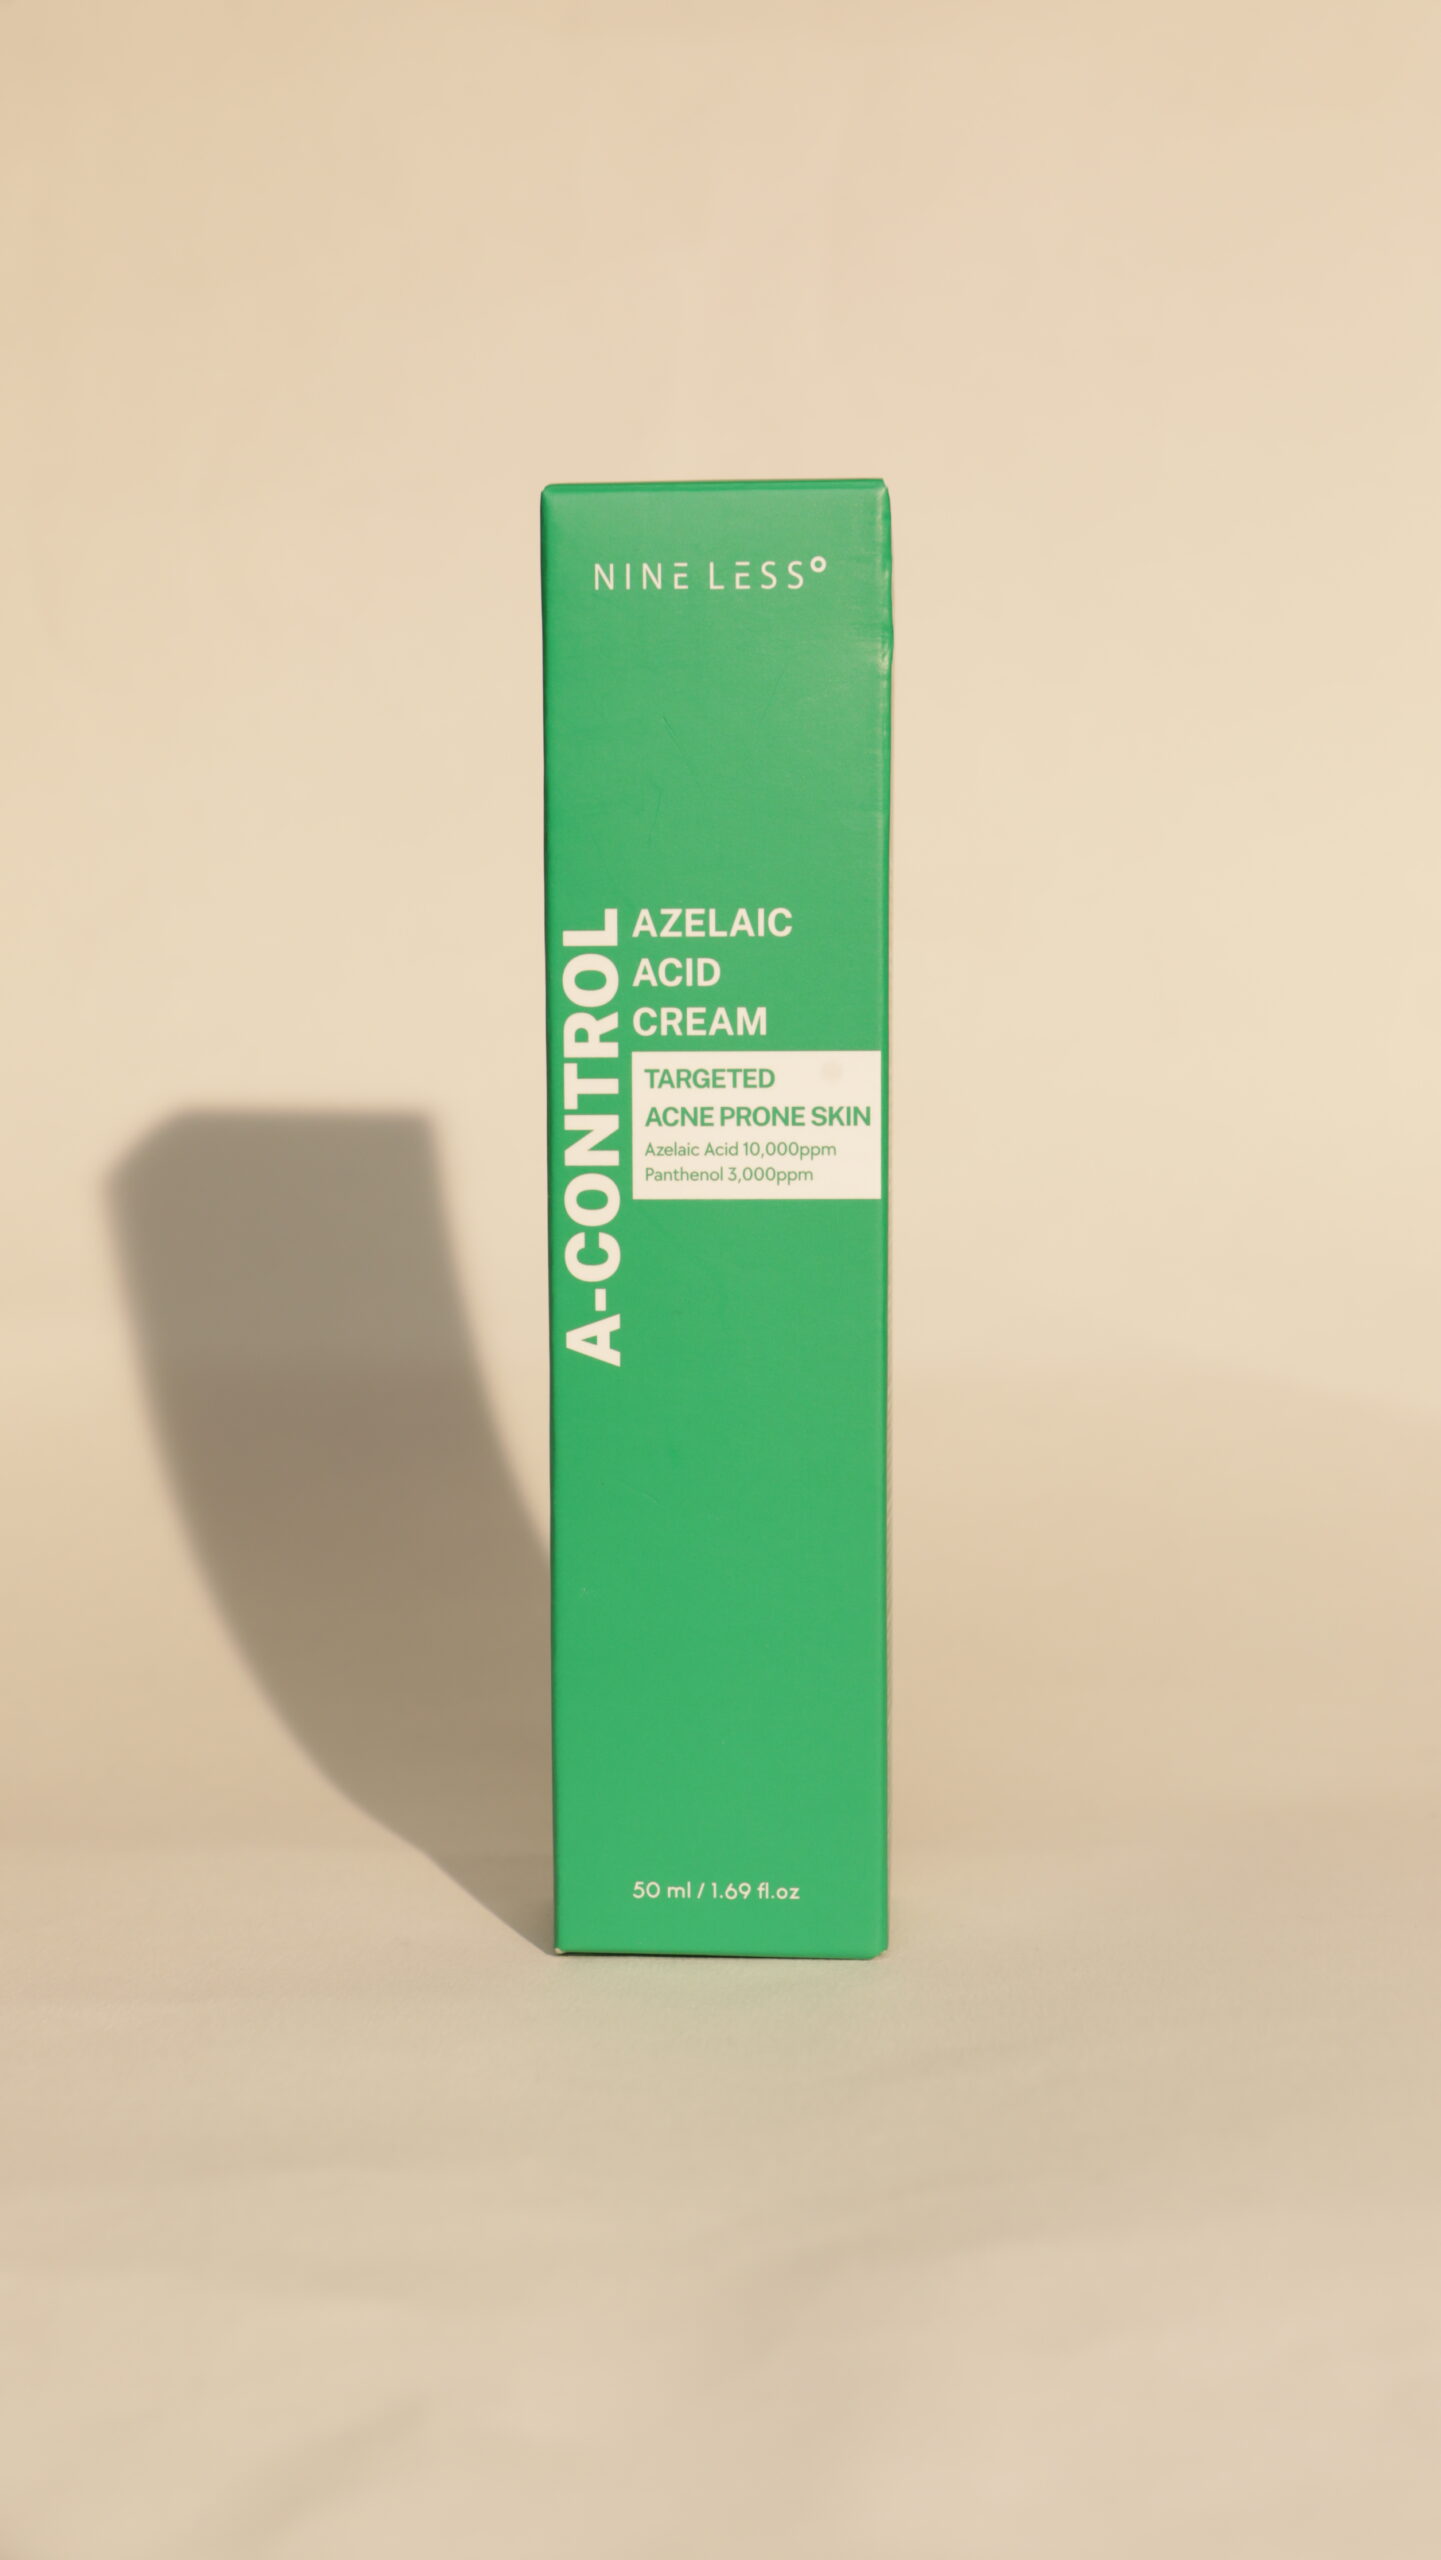 NINE LESS°
A-CONTROL
AZELAIC
ACID
CREAM
TARGETED
ACNE PRONE SKIN
Azelaic Acid 10,000ppm
Panthenol 3,000ppm
50 ml / 1.69 fl.oz